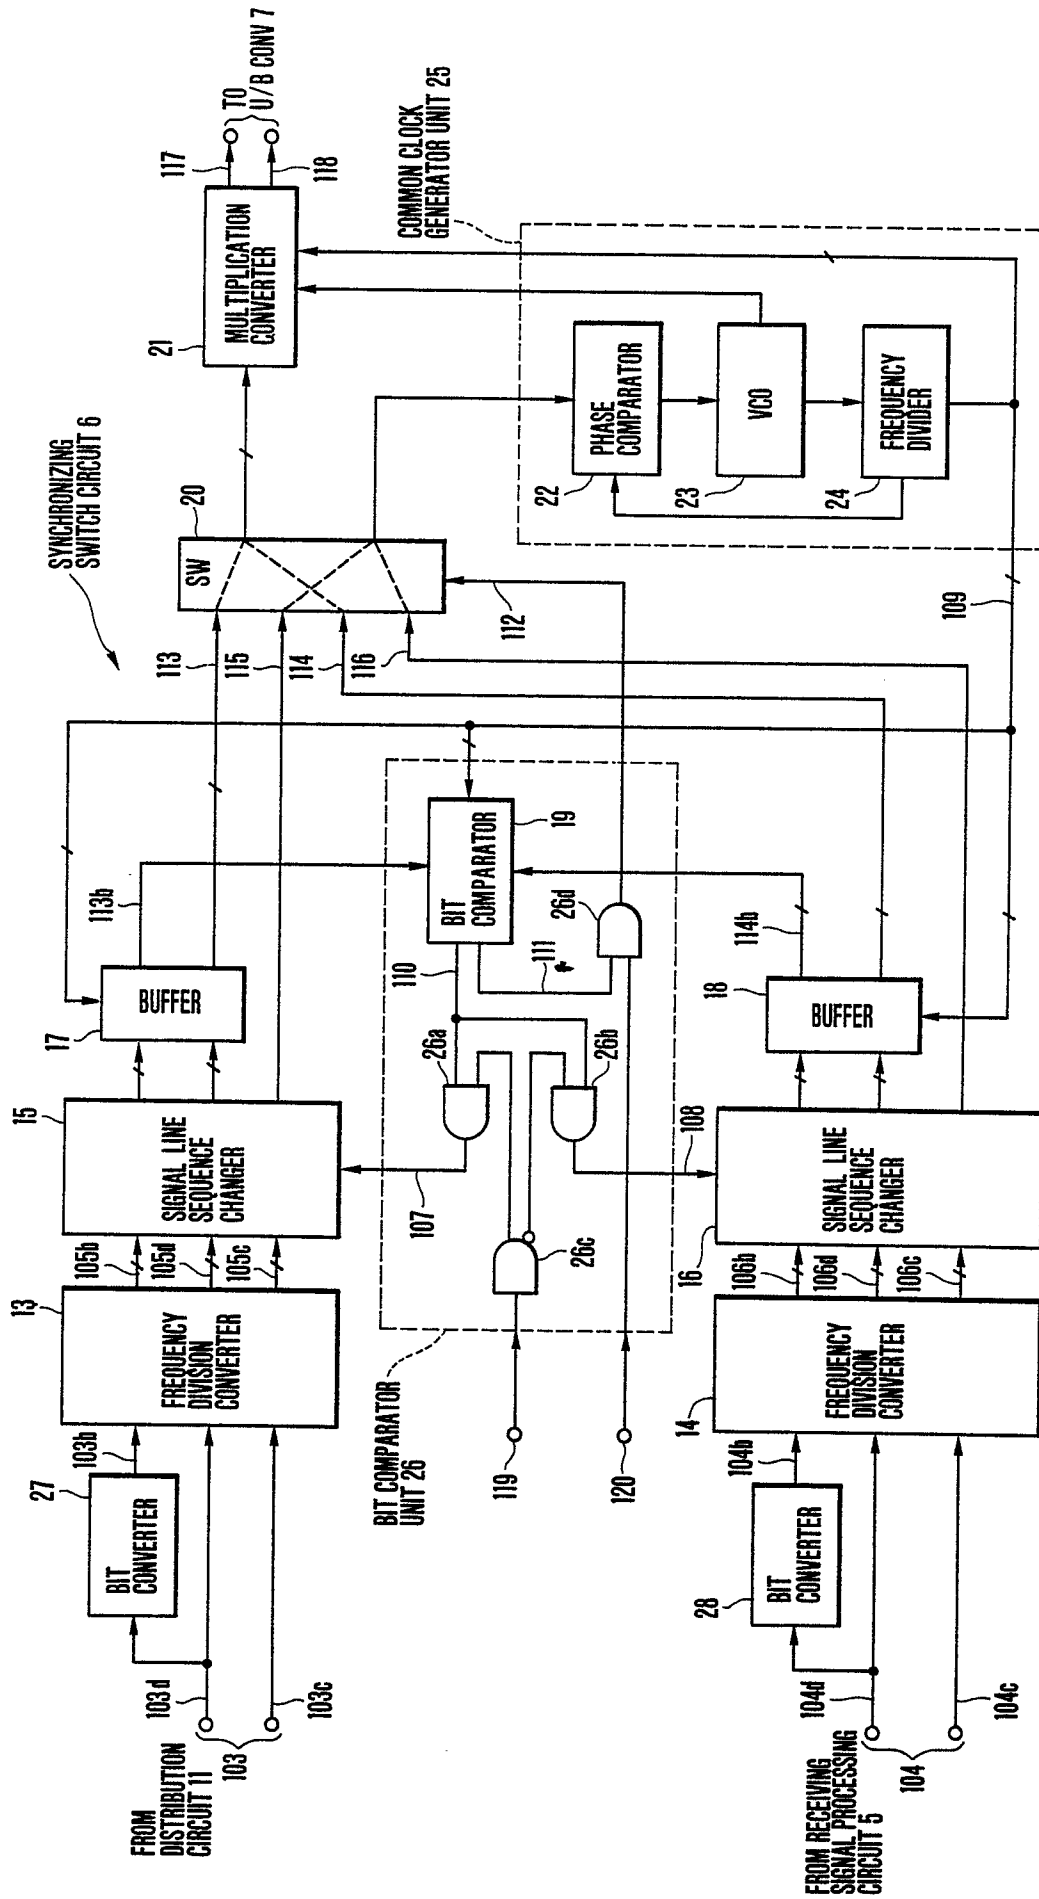 SYNCHRONIZING
SWITCH CIRCUIT 6
FROM
DISTRIBUTION
CIRCUIT 11
103
103d
103c
27
BIT
CONVERTER
103b
13
FREQUENCY
DIVISION
CONVERTER
105b
105d
105c
15
SIGNAL LINE
SEQUENCE
CHANGER
17
BUFFER
113b
113
115
114
116
20
SW
21
MULTIPLICATION
CONVERTER
117
118
TO
U/B CONV 7
COMMON CLOCK
GENERATOR UNIT 25
22
PHASE
COMPARATOR
23
VCO
24
FREQUENCY
DIVIDER
109
112
BIT COMPARATOR
UNIT 26
119
120
26c
107
108
26a
26b
110
111
26d
BIT
COMPARATOR
19
FROM RECEIVING
SIGNAL PROCESSING
CIRCUIT 5
104
104d
104c
28
BIT
CONVERTER
104b
14
FREQUENCY
DIVISION
CONVERTER
106b
106d
106c
16
SIGNAL LINE
SEQUENCE
CHANGER
18
BUFFER
114b